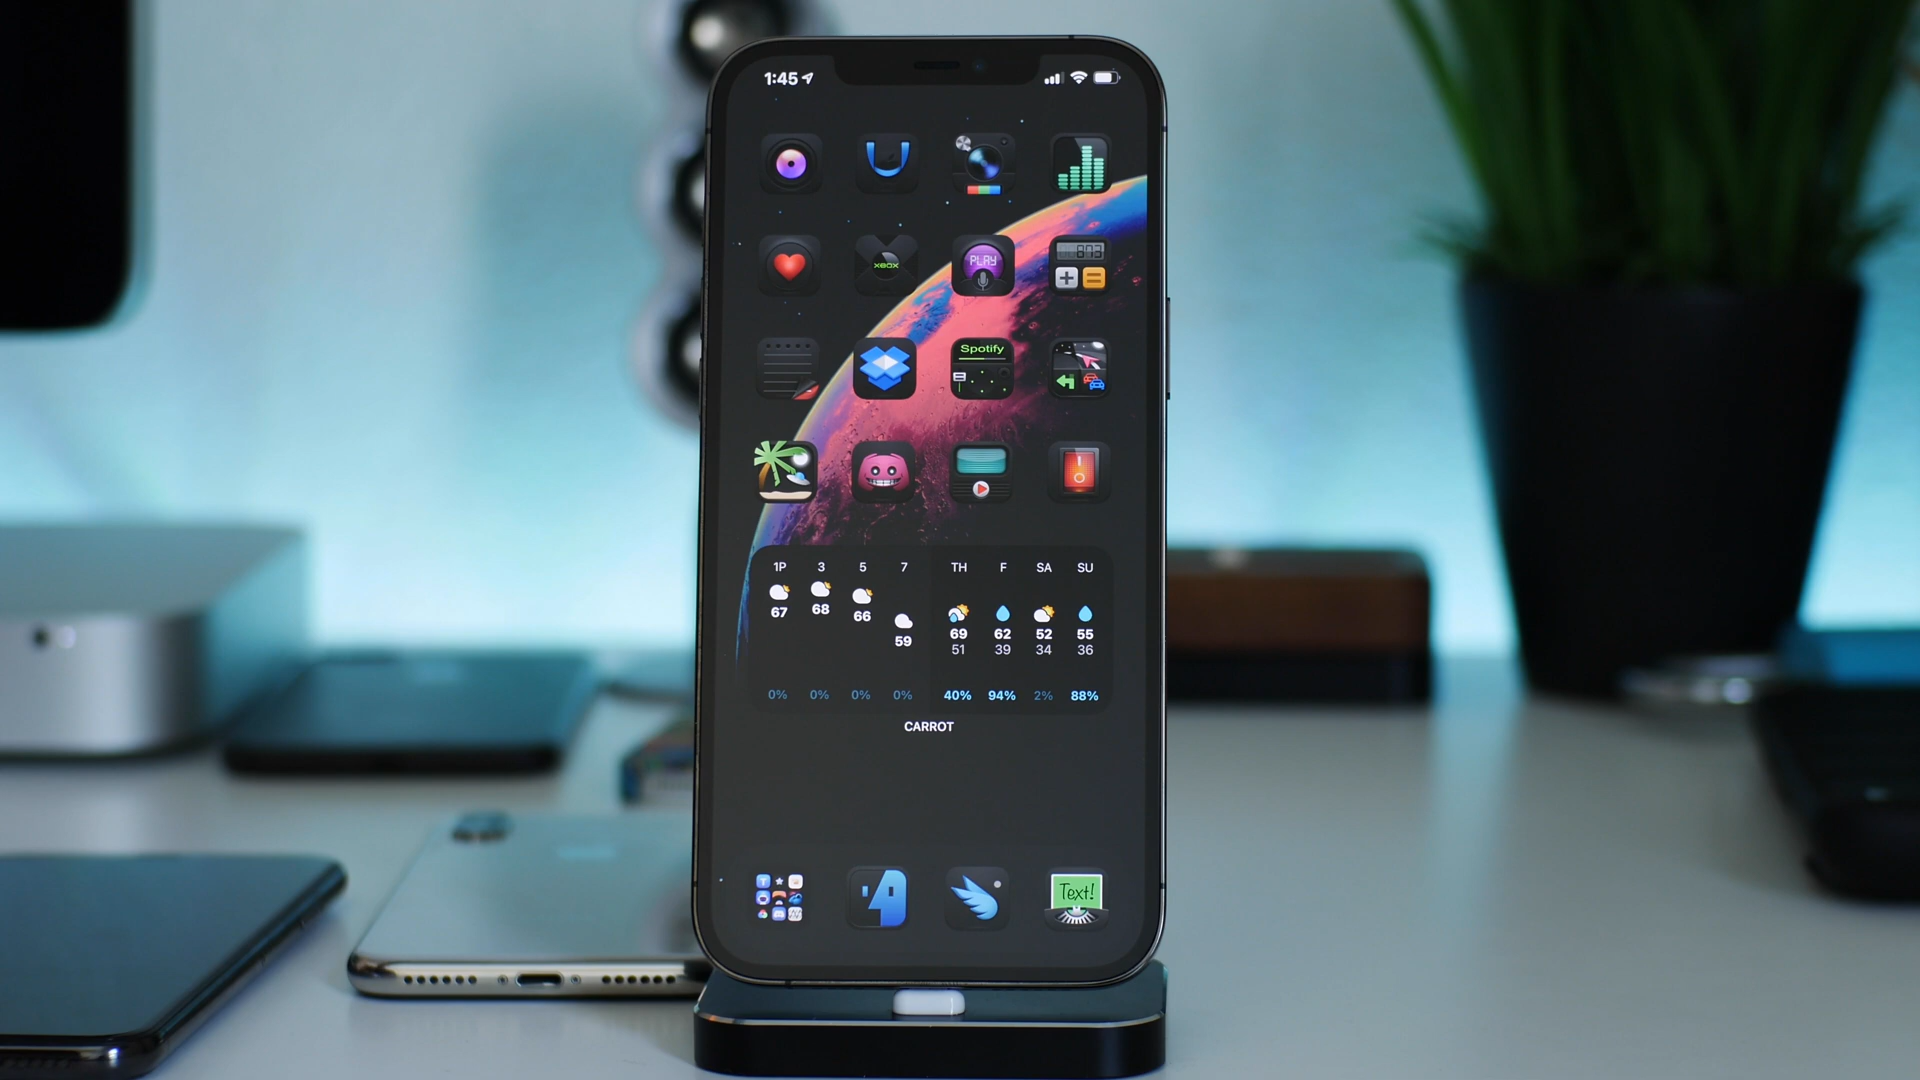 1:45
XBOX
PLAY
Spotify
1P 3 5 7 TH F SA SU
67 68 66 59 69 62 52 55
51 39 34 36
0% 0% 0% 0% 40% 94% 2% 88%
CARROT
Text!